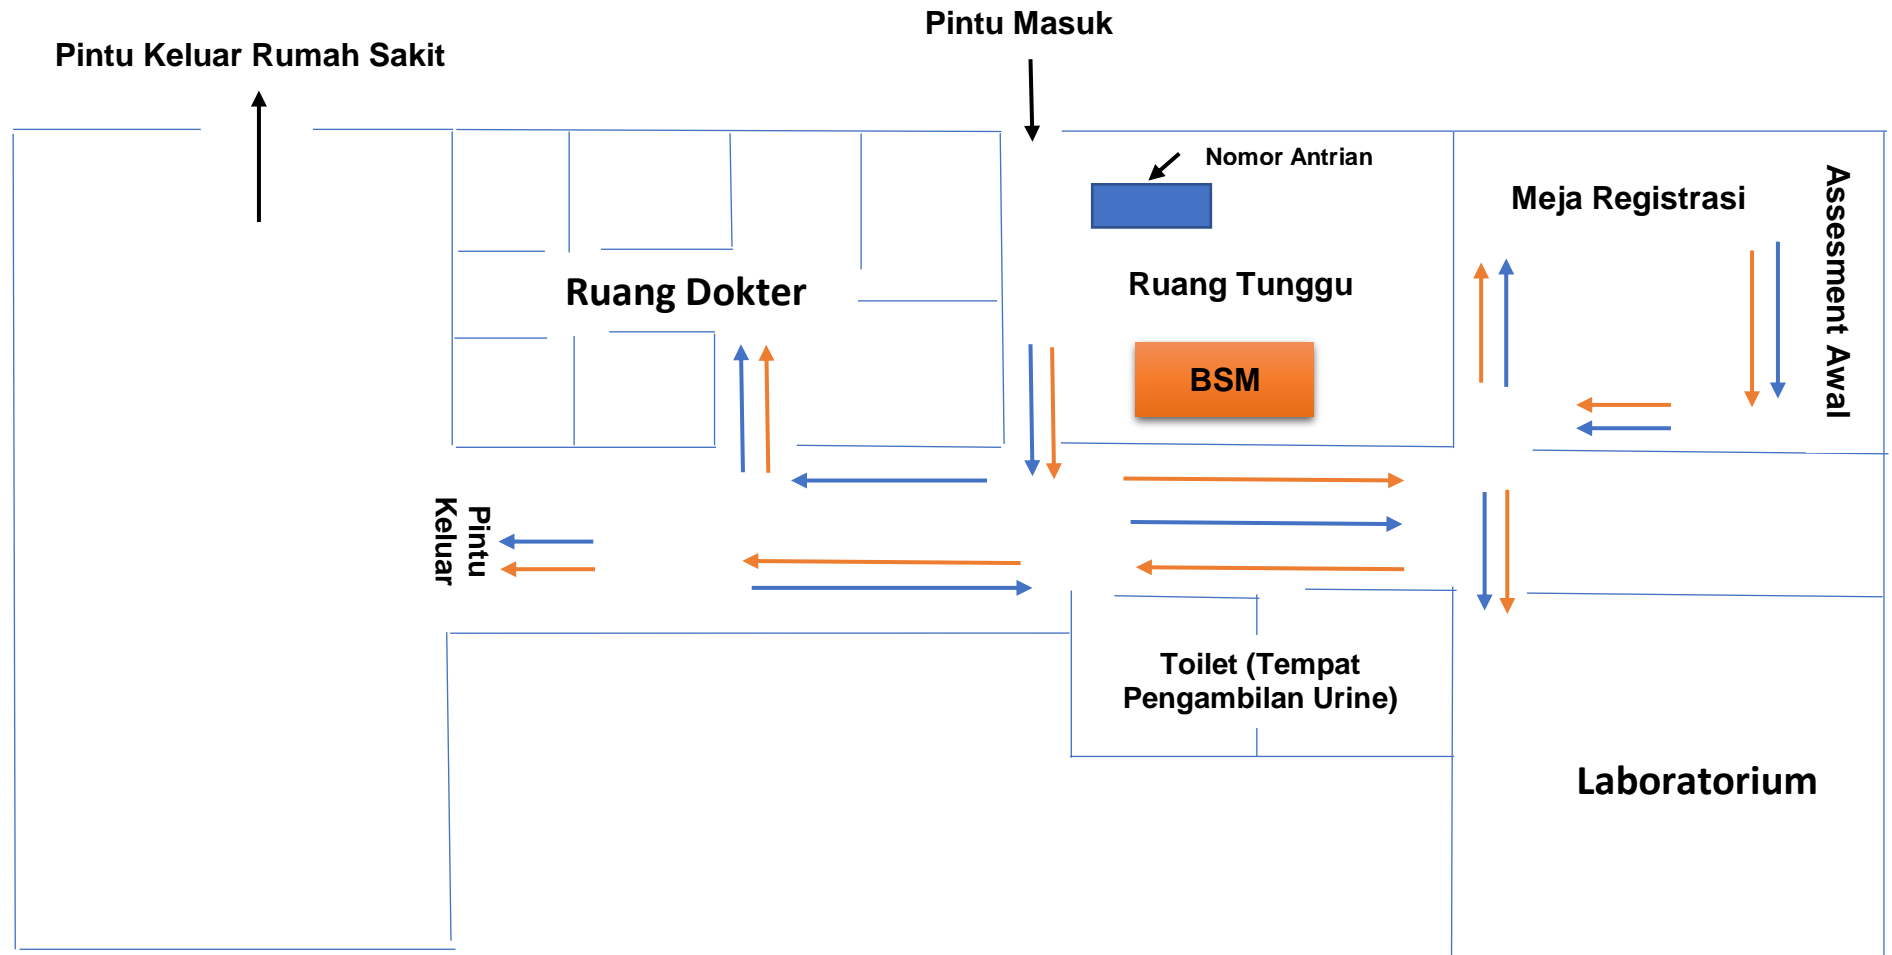 Pintu Masuk
Pintu Keluar Rumah Sakit
Nomor Antrian
Meja Registrasi
Assesment Awal
Ruang Dokter
Ruang Tunggu
BSM
Pintu
Keluar
Toilet (Tempat
Pengambilan Urine)
Laboratorium